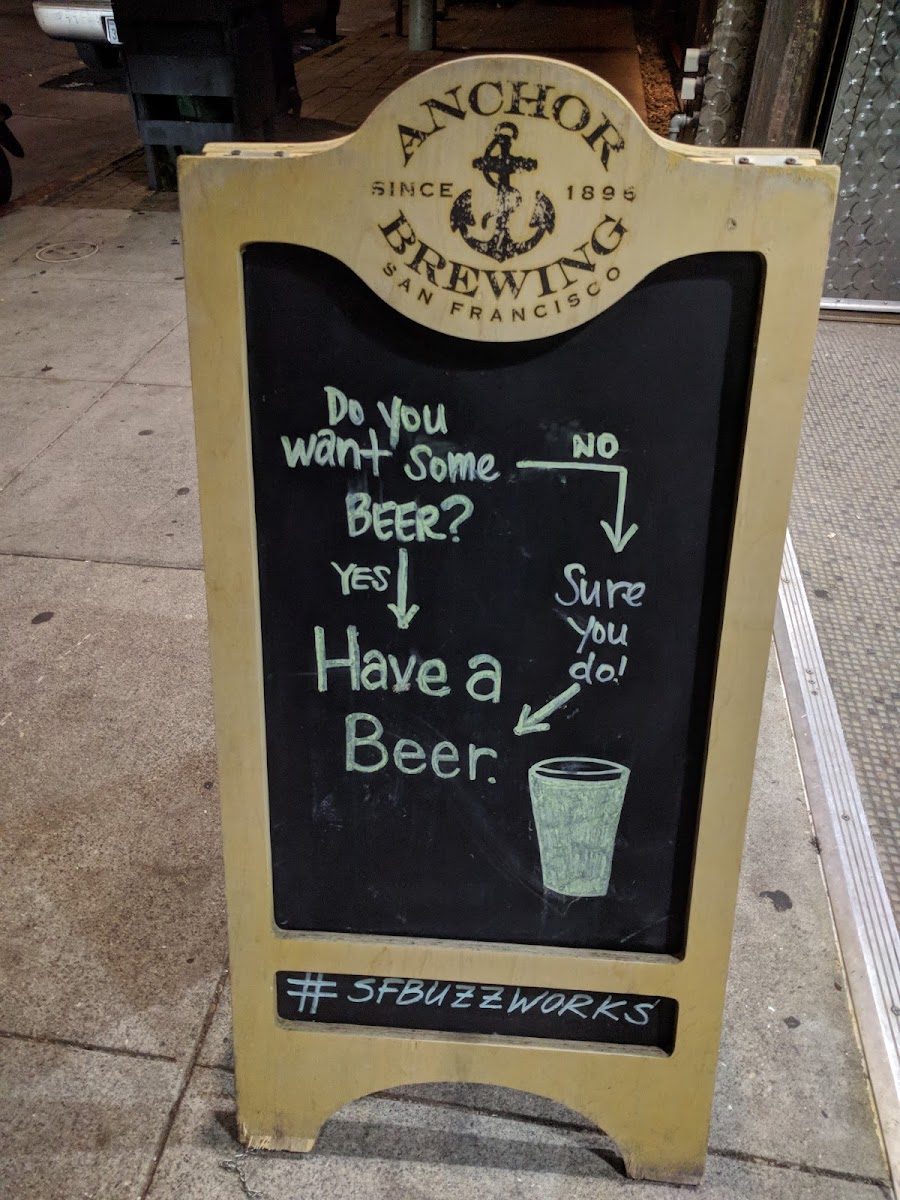 ANCHOR
SINCE 1896
BREWING
SAN FRANCISCO
Do you
want some
BEER?
NO
YES
Sure
you
do!
Have a
Beer.
#SFBUZZWORKS